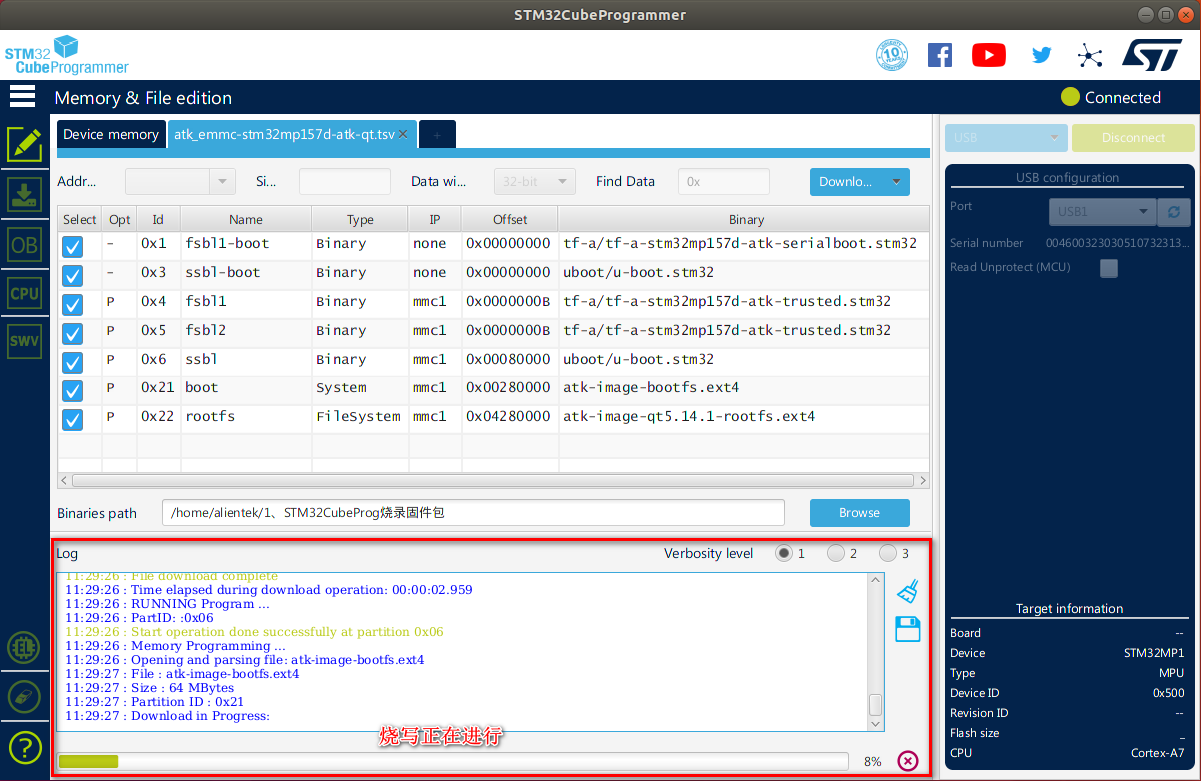 STM32CubeProgrammer
STM32
CubeProgrammer
Memory & File edition
Connected
Device memory
atk_emmc-stm32mp157d-atk-qt.tsv
+
USB
Disconnect
Addr...
Si...
Data wi...
32-bit
Find Data
0x
Downlo...
Select Opt Id Name Type IP Offset Binary
- 0x1 fsbl1-boot Binary none 0x00000000 tf-a/tf-a-stm32mp157d-atk-serialboot.stm32
- 0x3 ssbl-boot Binary none 0x00000000 uboot/u-boot.stm32
P 0x4 fsbl1 Binary mmc1 0x0000000B tf-a/tf-a-stm32mp157d-atk-trusted.stm32
P 0x5 fsbl2 Binary mmc1 0x0000000B tf-a/tf-a-stm32mp157d-atk-trusted.stm32
P 0x6 ssbl Binary mmc1 0x00080000 uboot/u-boot.stm32
P 0x21 boot System mmc1 0x00280000 atk-image-bootfs.ext4
P 0x22 rootfs FileSystem mmc1 0x04280000 atk-image-qt5.14.1-rootfs.ext4
Binaries path
/home/alientek/1、STM32CubeProg烧录固件包
Browse
Log
Verbosity level 1 2 3
11:29:26 : File download complete
11:29:26 : Time elapsed during download operation: 00:00:02.959
11:29:26 : RUNNING Program ...
11:29:26 : PartID: :0x06
11:29:26 : Start operation done successfully at partition 0x06
11:29:26 : Memory Programming ...
11:29:26 : Opening and parsing file: atk-image-bootfs.ext4
11:29:27 : File : atk-image-bootfs.ext4
11:29:27 : Size : 64 MBytes
11:29:27 : Partition ID : 0x21
11:29:27 : Download in Progress:
烧写正在进行
8%
USB configuration
Port USB1
Serial number 004600323030510732313...
Read Unprotect (MCU)
Target information
Board --
Device STM32MP1
Type MPU
Device ID 0x500
Revision ID --
Flash size _
CPU Cortex-A7
OB
CPU
SWV
EL
?
10
ST